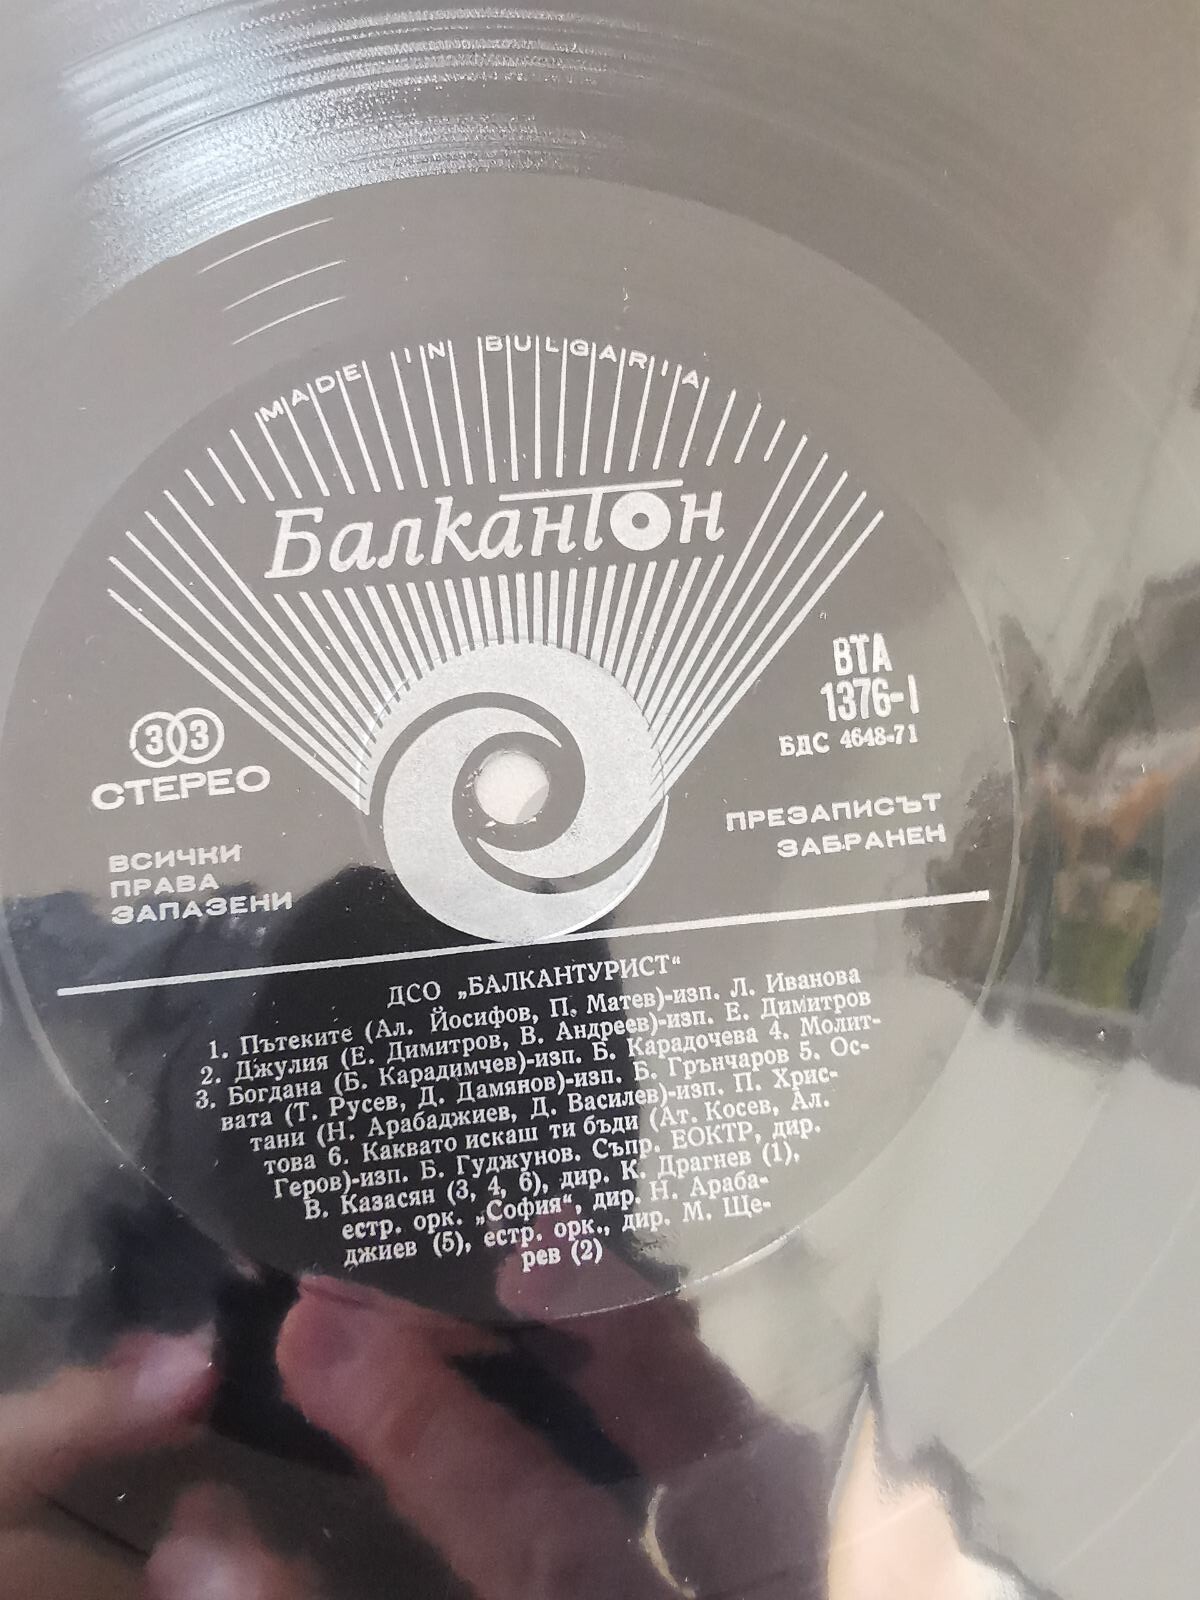 MADE IN BULGARIA
Балкантон
ВТА
1376-I
БДС 4648-71
33
СТЕРЕО
ВСИЧКИ
ПРАВА
ЗАПАЗЕНИ
ПРЕЗАПИСЪТ
ЗАБРАНЕН
ДСО „БАЛКАНТУРИСТ“
1. Пътеките (Ал. Йосифов, П. Матев)-изп. Л. Иванова
2. Джулия (Е. Димитров, В. Андреев)-изп. Е. Димитров
3. Богдана (Б. Карадимчев)-изп. Б. Карадочева 4. Молит-
вата (Т. Русев, Д. Дамянов)-изп. Б. Грънчаров 5. Ос-
тани (Н. Арабаджиев, Д. Василев)-изп. П. Хрис-
това 6. Каквато искаш ти бъди (Ат. Косев, Ал.
Геров)-изп. Б. Гуджунов. Съпр. ЕОКТР, дир.
В. Казасян (3, 4, 6), дир. К. Драгнев (1),
естр. орк. „София“, дир. Н. Араба-
джиев (5), естр. орк., дир. М. Ще-
рев (2)